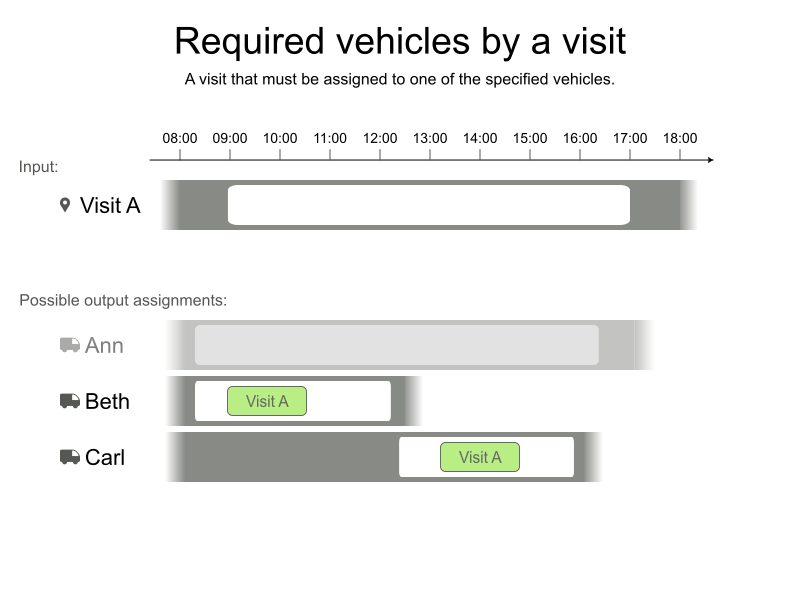 Required vehicles by a visit
A visit that must be assigned to one of the specified vehicles.
08:00 09:00 10:00 11:00 12:00 13:00 14:00 15:00 16:00 17:00 18:00
Input:
Visit A
Possible output assignments:
Ann
Beth
Visit A
Carl
Visit A